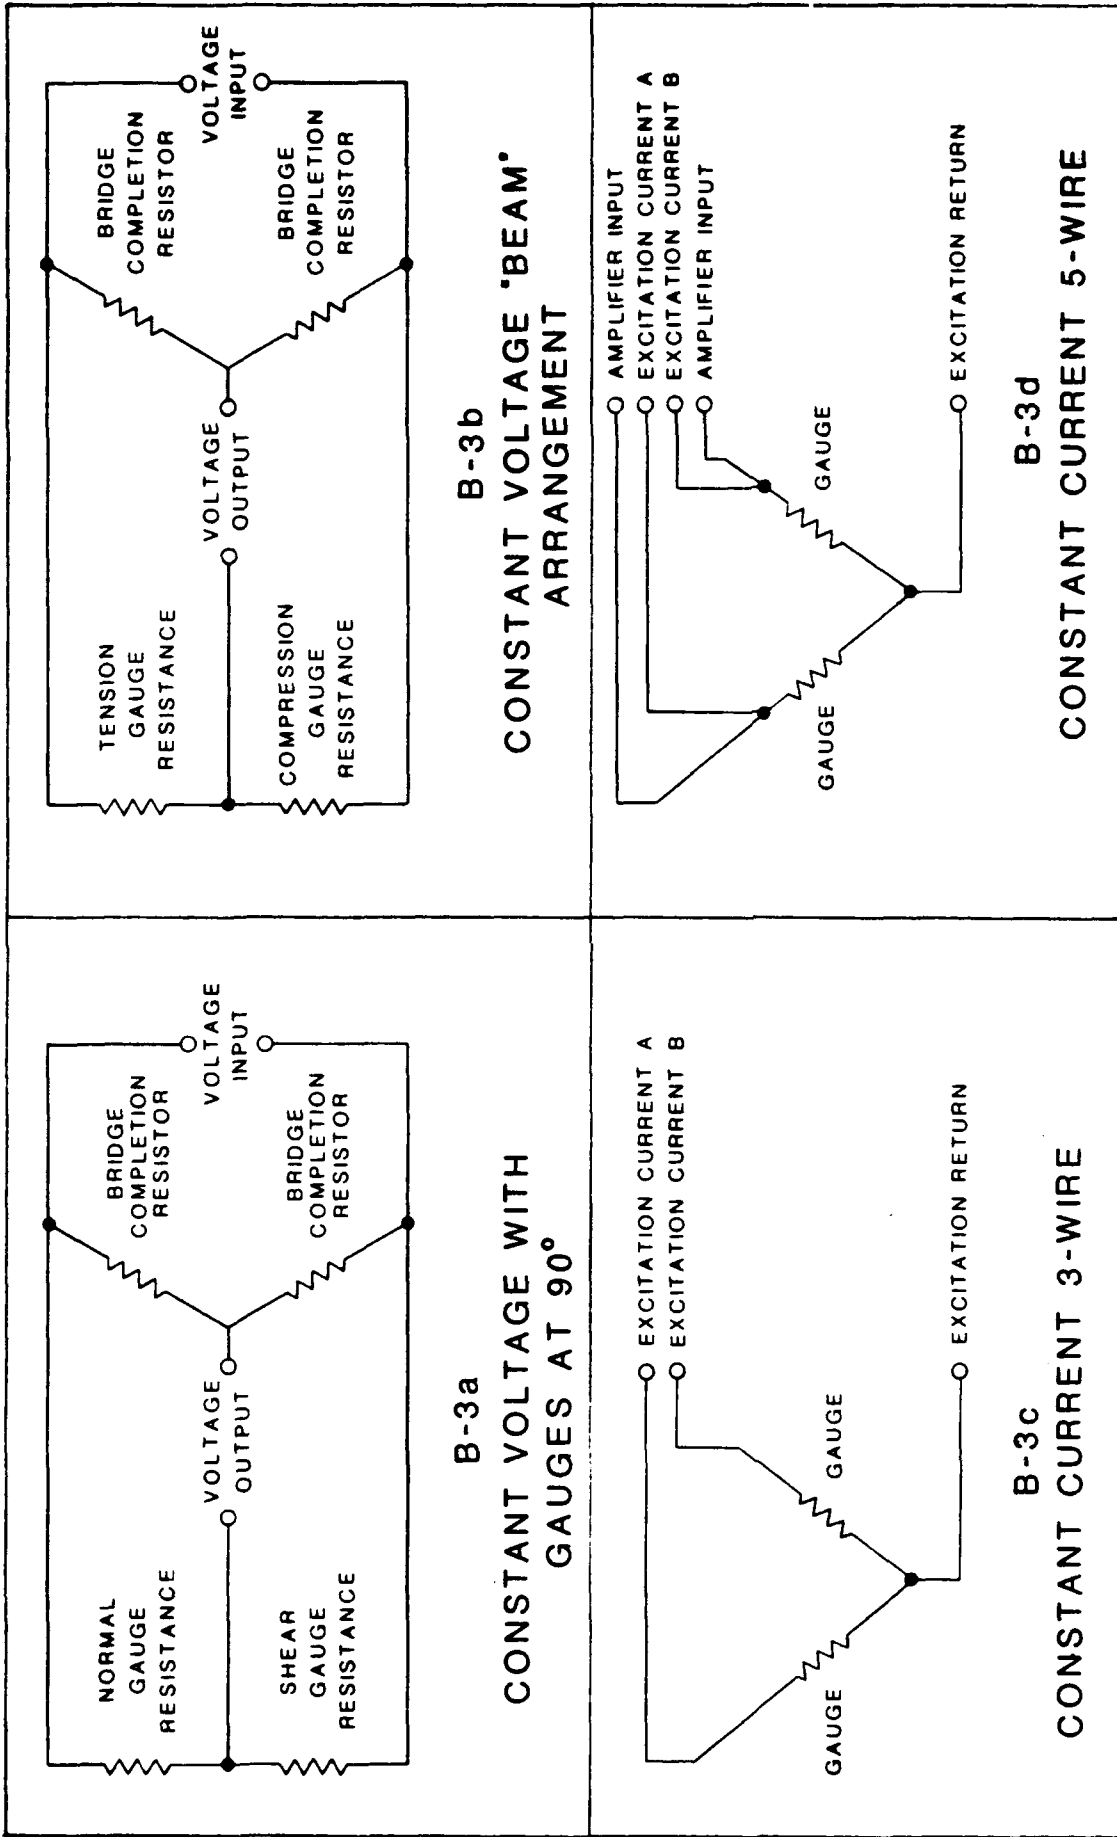 NORMAL
GAUGE
RESISTANCE
SHEAR
GAUGE
RESISTANCE
VOLTAGE
OUTPUT
BRIDGE
COMPLETION
RESISTOR
BRIDGE
COMPLETION
RESISTOR
VOLTAGE
INPUT
B-3a
CONSTANT VOLTAGE WITH
GAUGES AT 90°
TENSION
GAUGE
RESISTANCE
COMPRESSION
GAUGE
RESISTANCE
VOLTAGE
OUTPUT
BRIDGE
COMPLETION
RESISTOR
BRIDGE
COMPLETION
RESISTOR
VOLTAGE
INPUT
B-3b
CONSTANT VOLTAGE "BEAM"
ARRANGEMENT
EXCITATION CURRENT A
EXCITATION CURRENT B
GAUGE
GAUGE
EXCITATION RETURN
B-3c
CONSTANT CURRENT 3-WIRE
AMPLIFIER INPUT
EXCITATION CURRENT A
EXCITATION CURRENT B
AMPLIFIER INPUT
GAUGE
GAUGE
EXCITATION RETURN
B-3d
CONSTANT CURRENT 5-WIRE